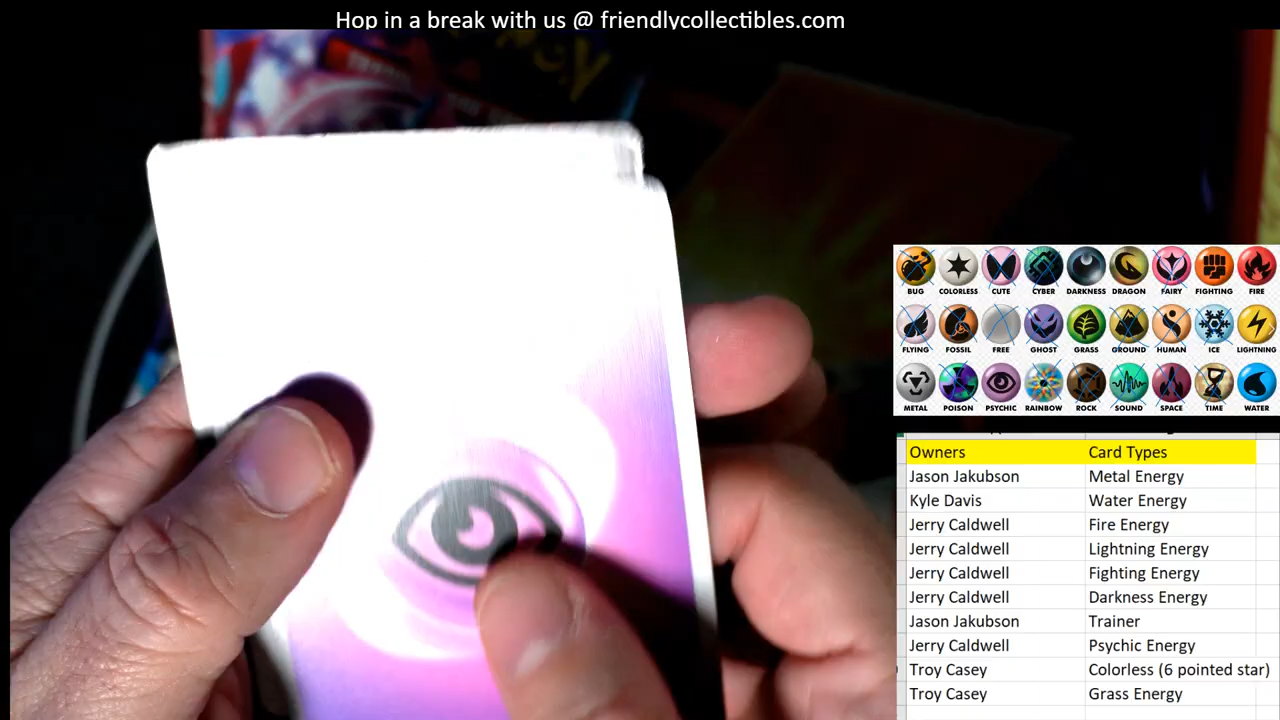 Hop in a break with us @ friendlycollectibles.com
BUG COLORLESS CUTE CYBER DARKNESS DRAGON FAIRY FIGHTING FIRE
FLYING FOSSIL FREE GHOST GRASS GROUND HUMAN ICE LIGHTNING
METAL POISON PSYCHIC RAINBOW ROCK SOUND SPACE TIME WATER
Owners Card Types
Jason Jakubson Metal Energy
Kyle Davis Water Energy
Jerry Caldwell Fire Energy
Jerry Caldwell Lightning Energy
Jerry Caldwell Fighting Energy
Jerry Caldwell Darkness Energy
Jason Jakubson Trainer
Jerry Caldwell Psychic Energy
Troy Casey Colorless (6 pointed star)
Troy Casey Grass Energy